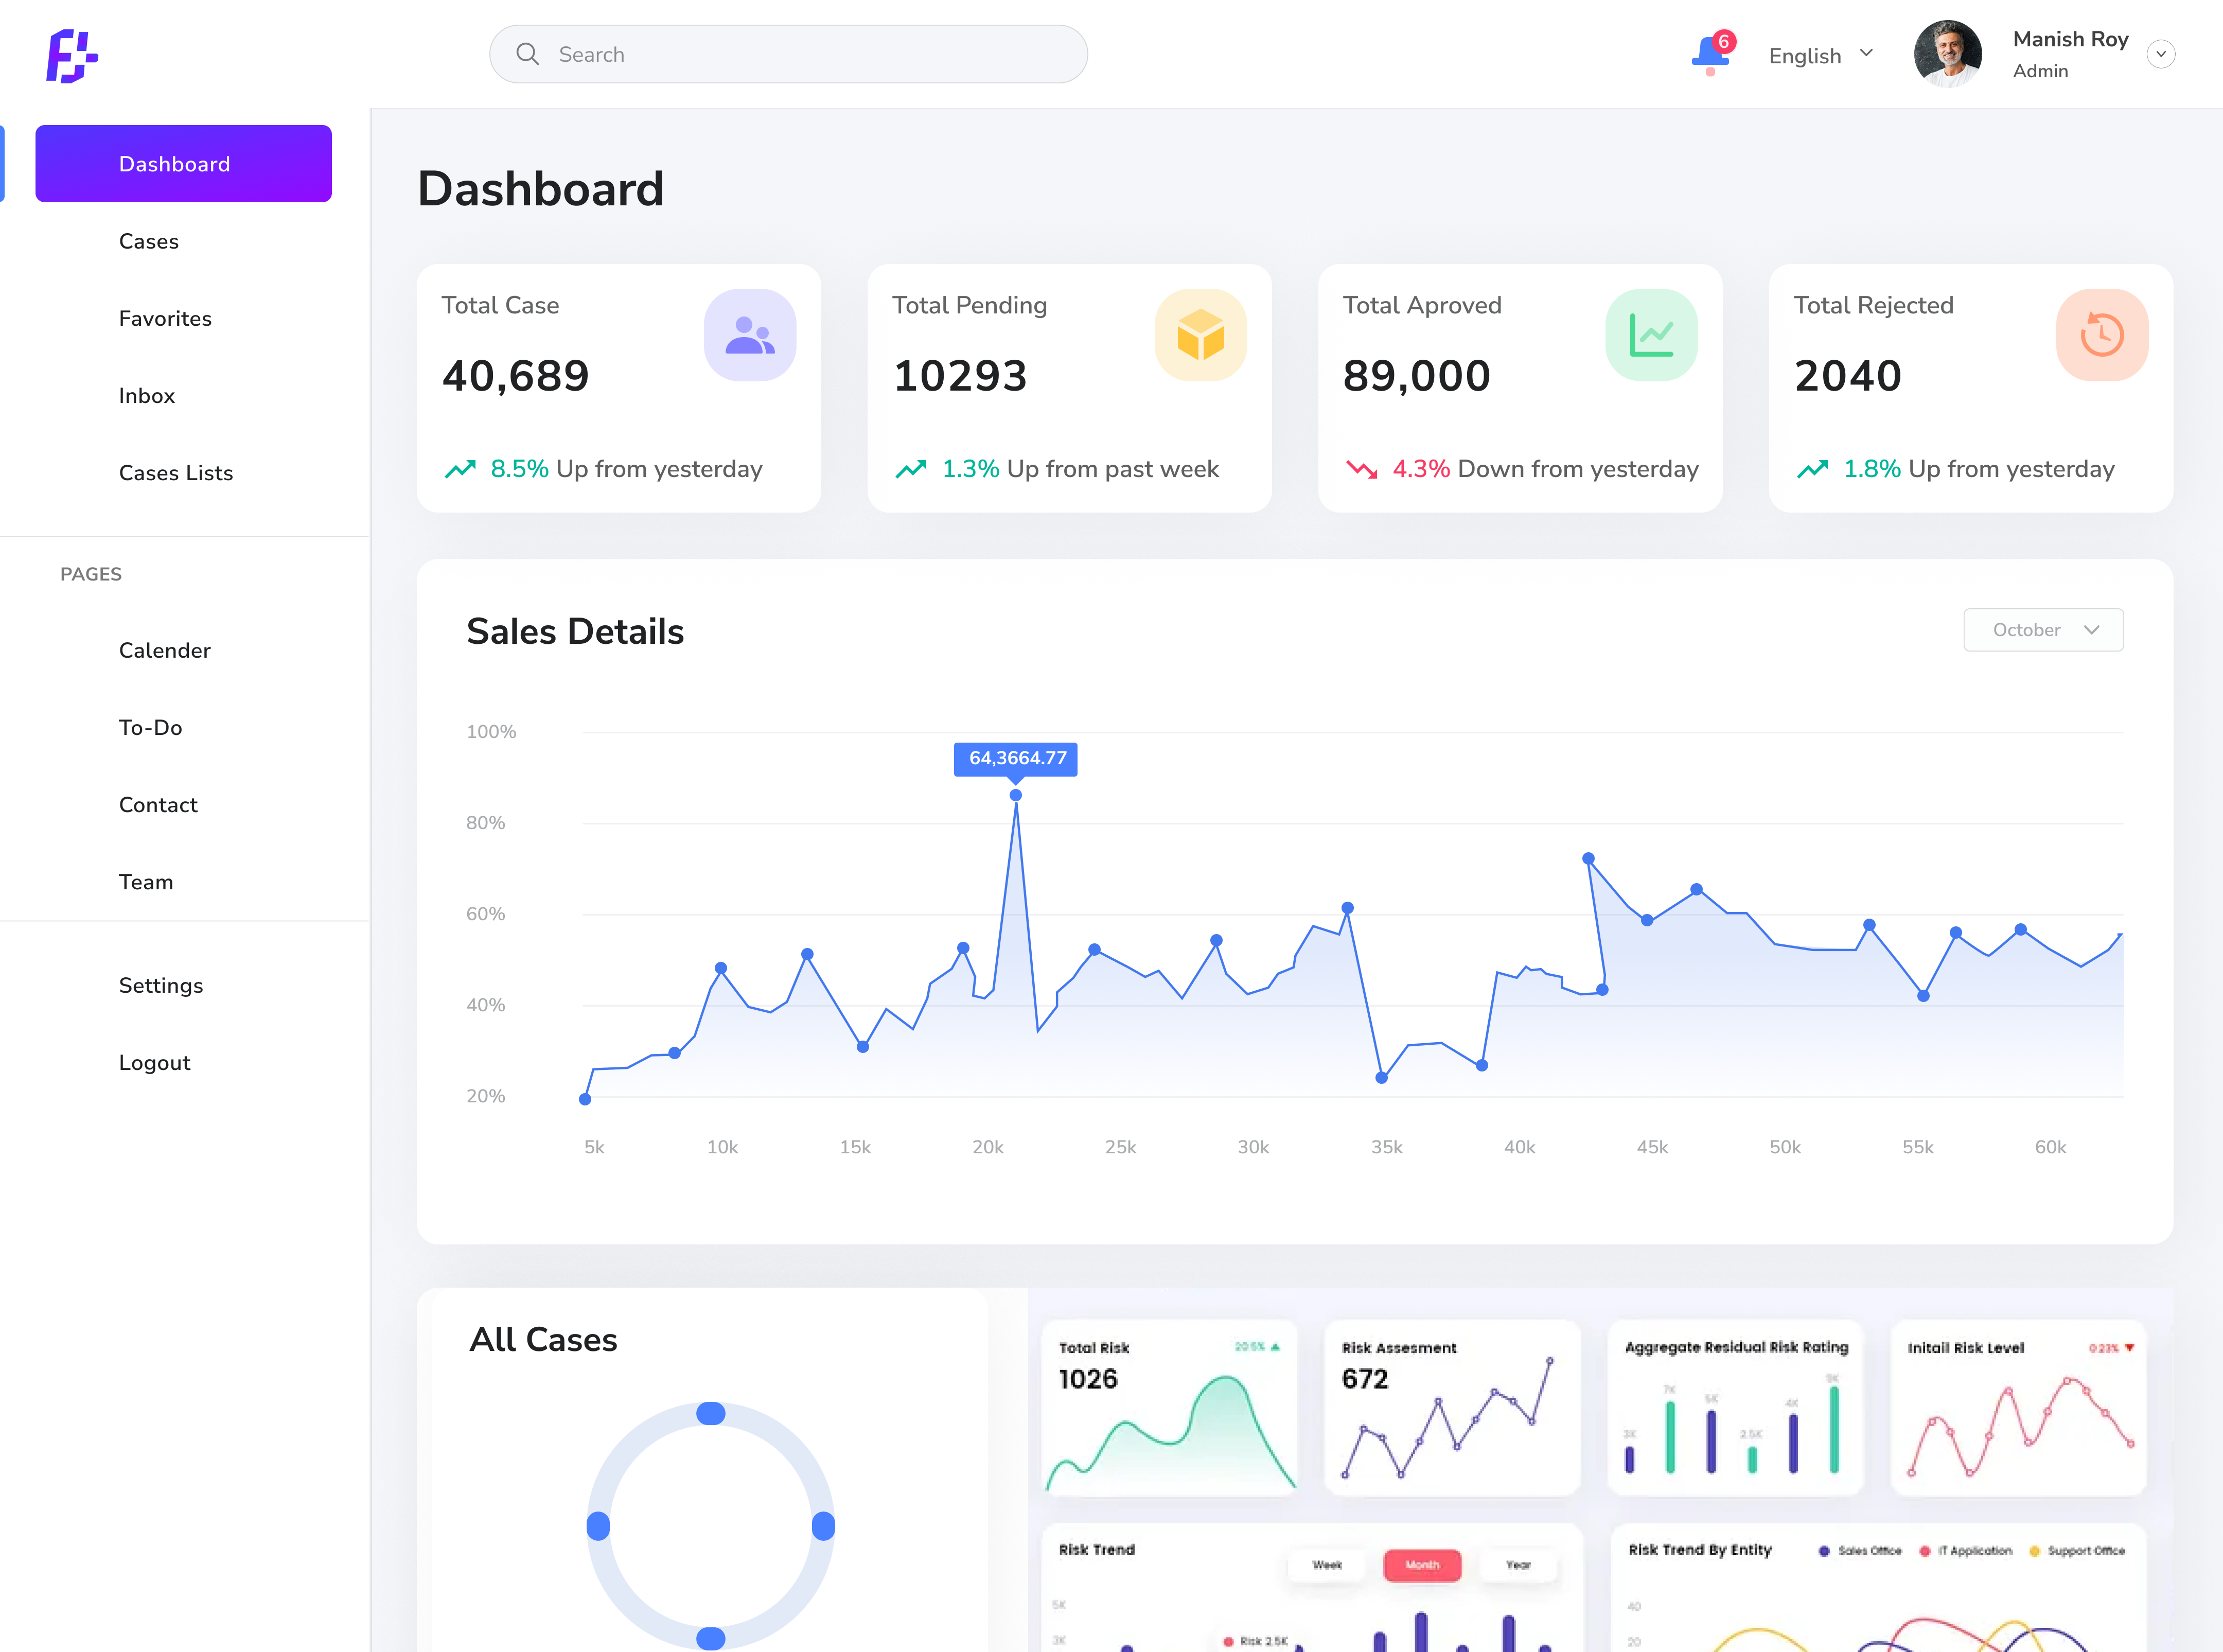 Search
6
English
Manish Roy
Admin
Dashboard
Cases
Favorites
Inbox
Cases Lists
PAGES
Calender
To-Do
Contact
Team
Settings
Logout
Dashboard
Total Case
40,689
8.5% Up from yesterday
Total Pending
10293
1.3% Up from past week
Total Aproved
89,000
4.3% Down from yesterday
Total Rejected
2040
1.8% Up from yesterday
Sales Details
October
100%
80%
60%
40%
20%
64,3664.77
5k 10k 15k 20k 25k 30k 35k 40k 45k 50k 55k 60k
All Cases
Total Risk
20.5%
1026
Risk Assesment
672
Aggregate Residual Risk Rating
3K 7K 5K 2.5K 4K 9K
Initail Risk Level
0.23%
Risk Trend
Week Month Year
5K
3K
Risk 2.5K
Risk Trend By Entity
Sales Office IT Application Support Office
40
20